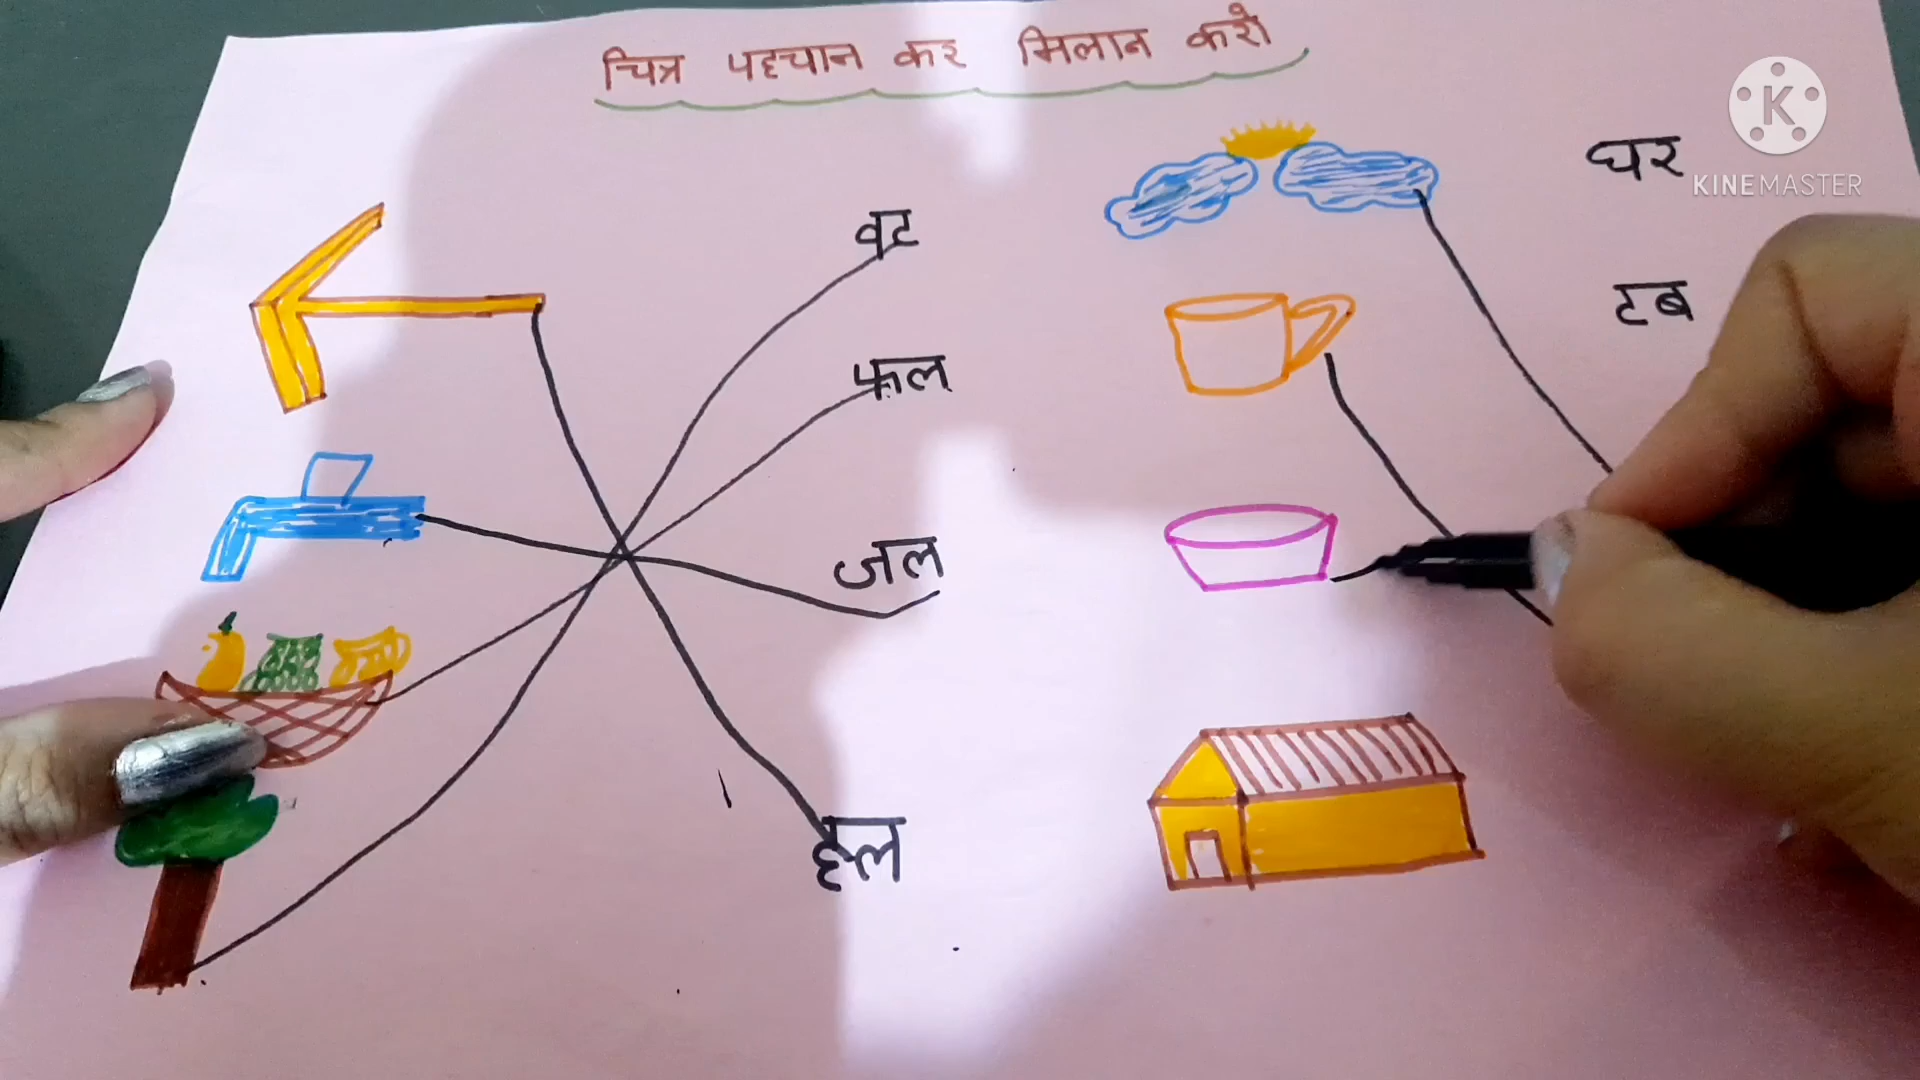 चित्र पहचान कर मिलान करो
वट
फल
जल
हल
घर
टब
K
KINEMASTER